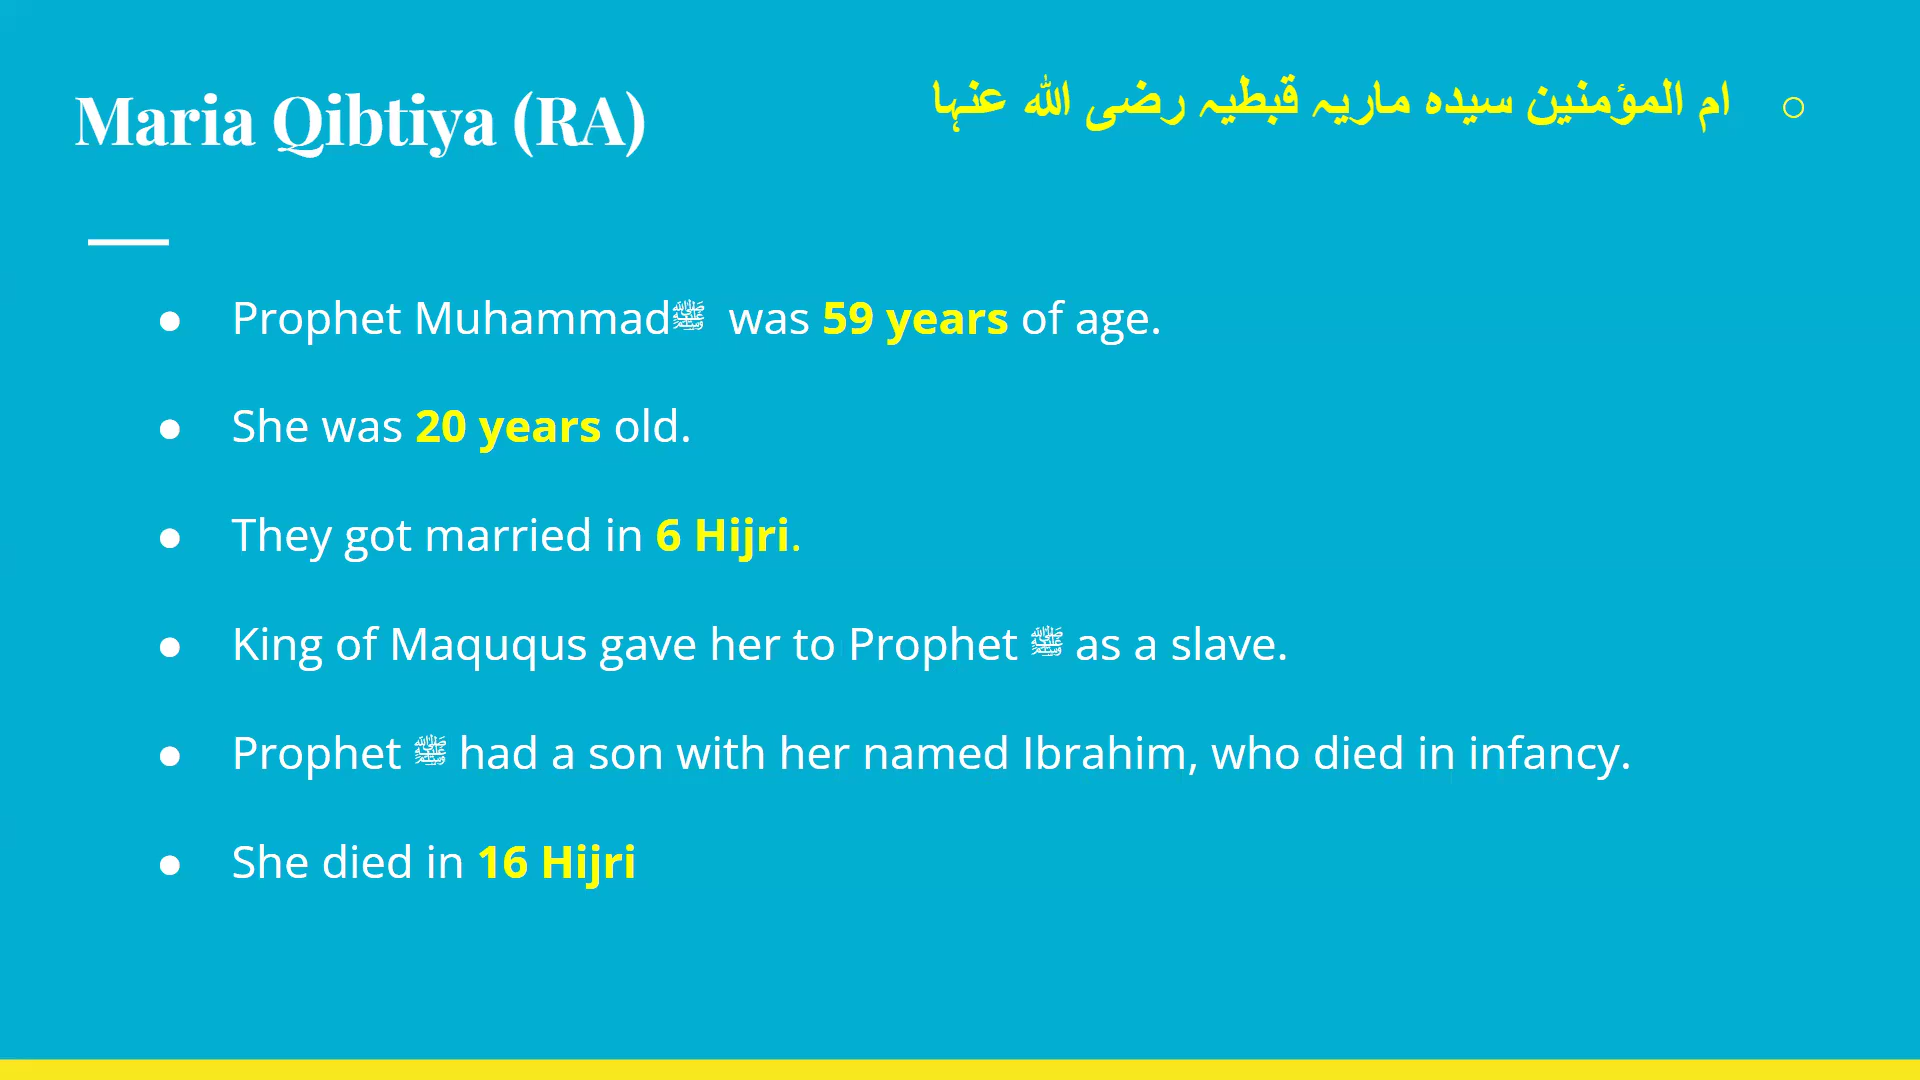 Maria Qibtiya (RA)
ام المؤمنین سیدہ ماریہ قبطیہ رضی اللہ عنہا
Prophet Muhammadﷺ was 59 years of age.
She was 20 years old.
They got married in 6 Hijri.
King of Maququs gave her to Prophet ﷺ as a slave.
Prophet ﷺ had a son with her named Ibrahim, who died in infancy.
She died in 16 Hijri